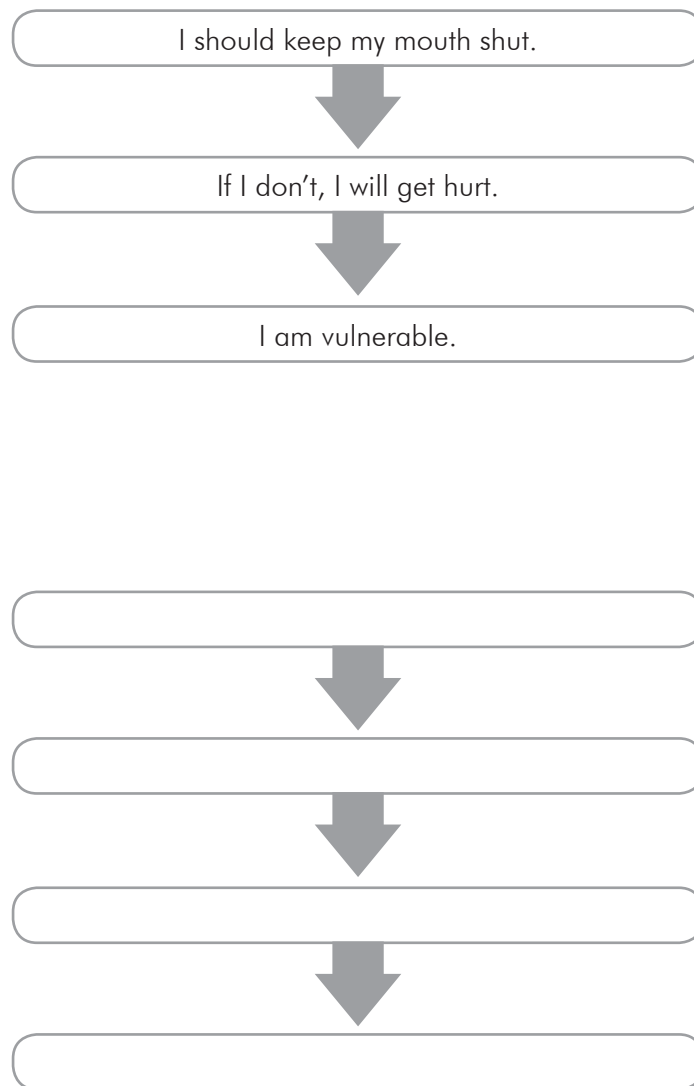 I should keep my mouth shut.
If I don’t, I will get hurt.
I am vulnerable.